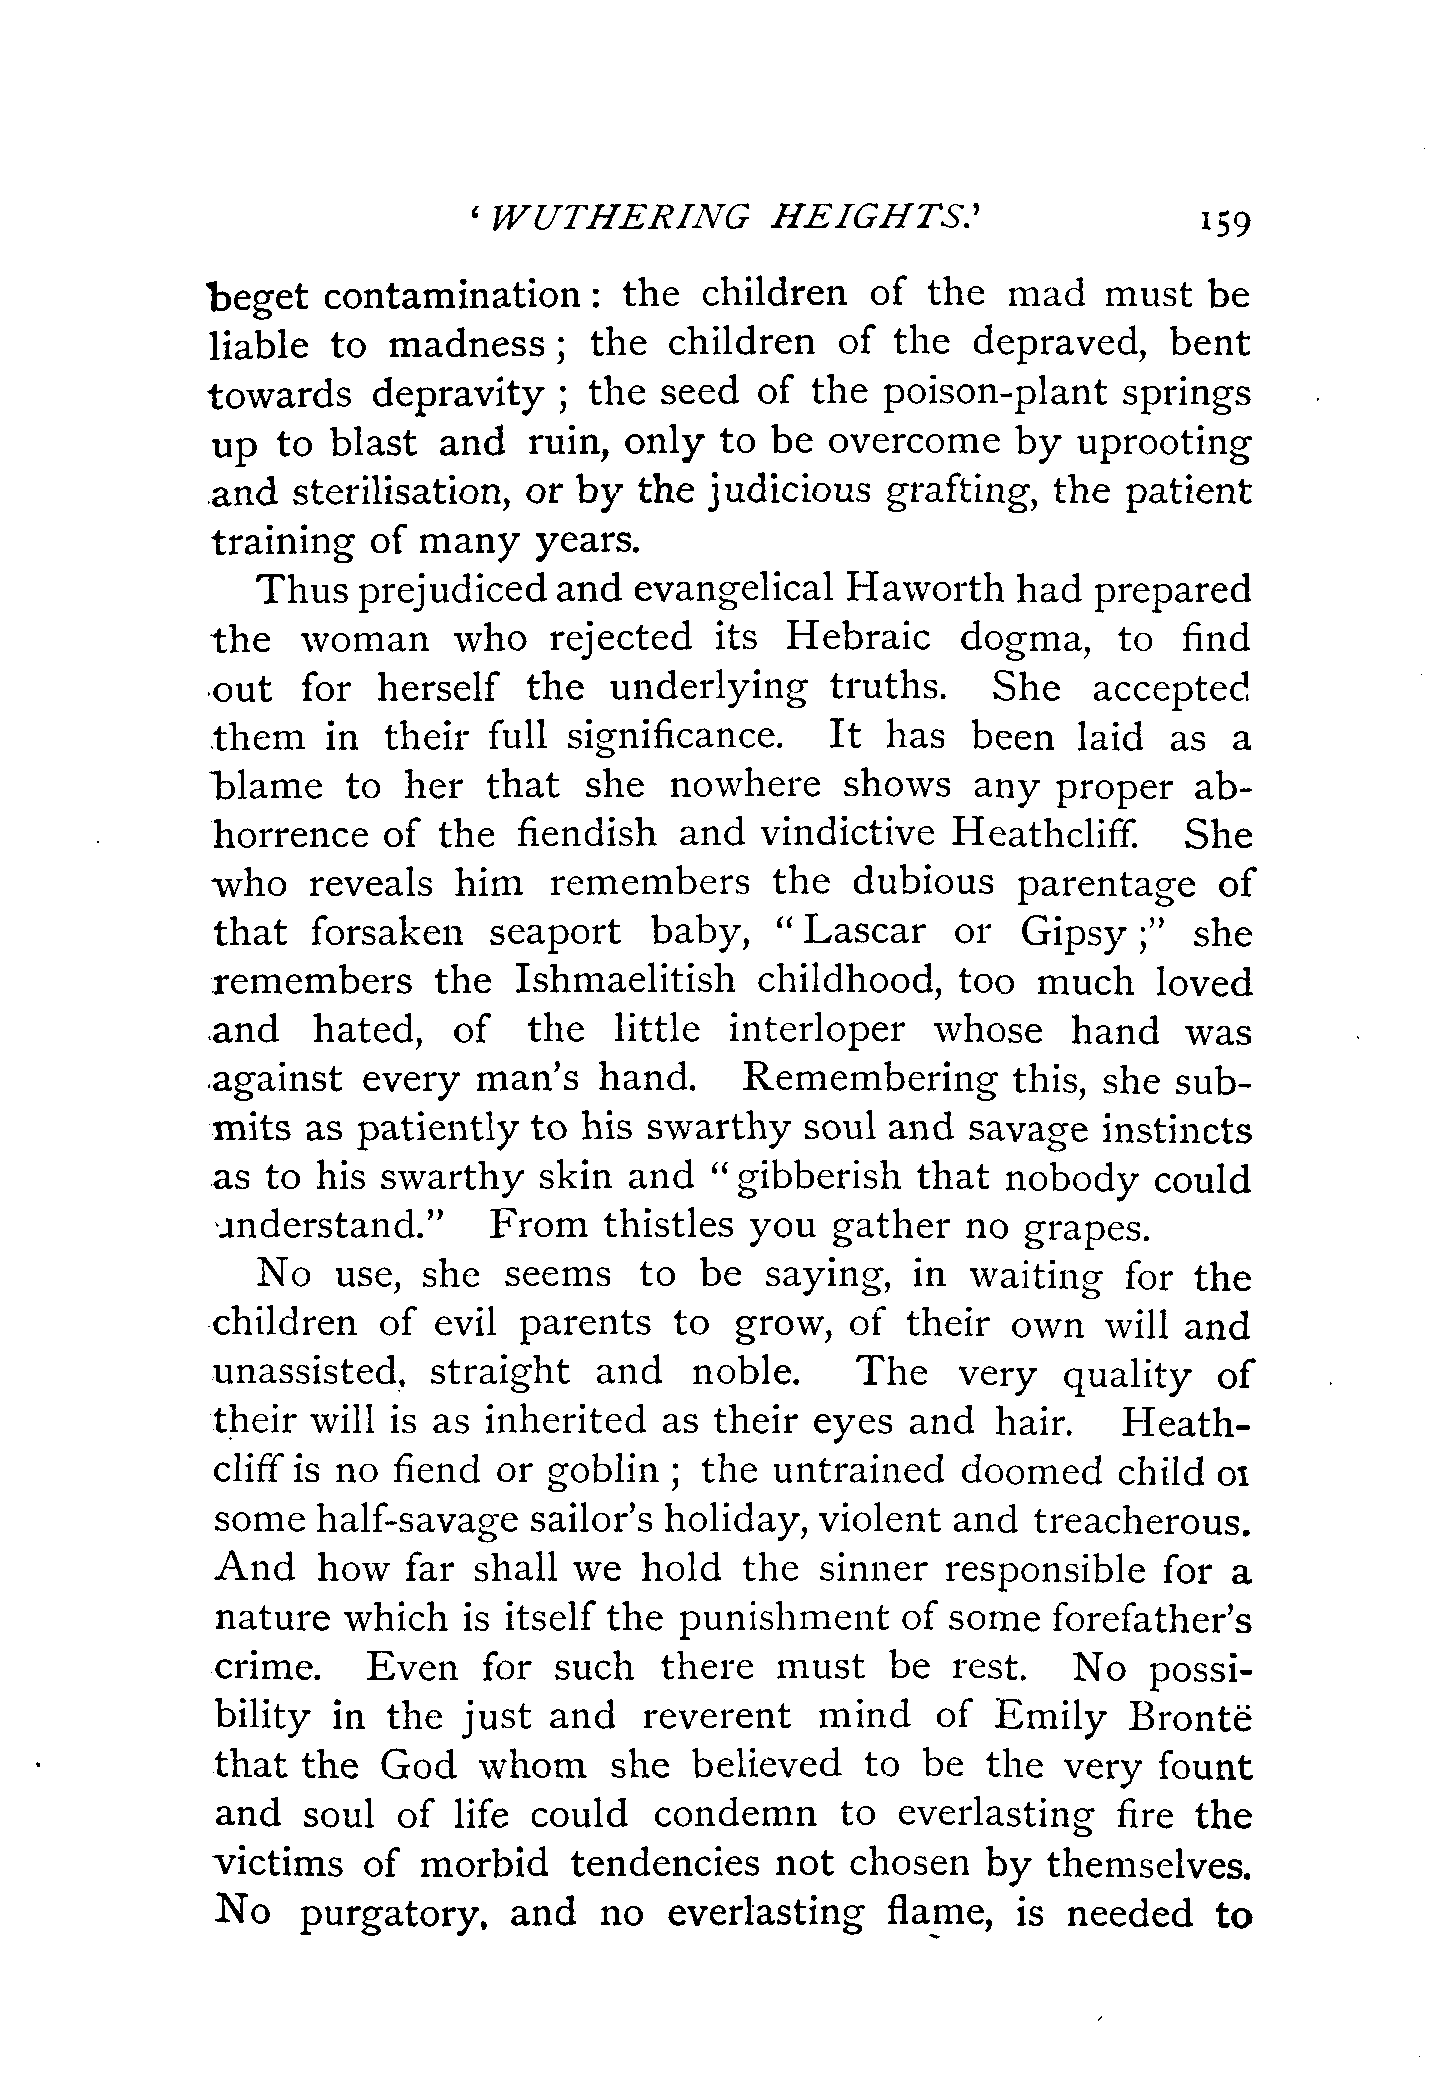 ' WUTHERING HEIGHTS.' 159
beget contamination : the children of the mad must be
liable to madness ; the children of the depraved, bent
towards depravity ; the seed of the poison-plant springs
up to blast and ruin, only to be overcome by uprooting
and sterilisation, or by the judicious grafting, the patient
training of many years.
Thus prejudiced and evangelical Haworth had prepared
the woman who rejected its Hebraic dogma, to find
out for herself the underlying truths. She accepted
them in their full significance. It has been laid as a
blame to her that she nowhere shows any proper ab-
horrence of the fiendish and vindictive Heathcliff. She
who reveals him remembers the dubious parentage of
that forsaken seaport baby, " Lascar or Gipsy ;" she
remembers the Ishmaelitish childhood, too much loved
and hated, of the little interloper whose hand was
against every man's hand. Remembering this, she sub-
mits as patiently to his swarthy soul and savage instincts
as to his swarthy skin and " gibberish that nobody could
understand." From thistles you gather no grapes.
No use, she seems to be saying, in waiting for the
children of evil parents to grow, of their own will and
unassisted, straight and noble. The very quality of
their will is as inherited as their eyes and hair. Heath-
cliff is no fiend or goblin ; the untrained doomed child of
some half-savage sailor's holiday, violent and treacherous.
And how far shall we hold the sinner responsible for a
nature which is itself the punishment of some forefather's
crime. Even for such there must be rest. No possi-
bility in the just and reverent mind of Emily Brontë
that the God whom she believed to be the very fount
and soul of life could condemn to everlasting fire the
victims of morbid tendencies not chosen by themselves.
No purgatory, and no everlasting flame, is needed to